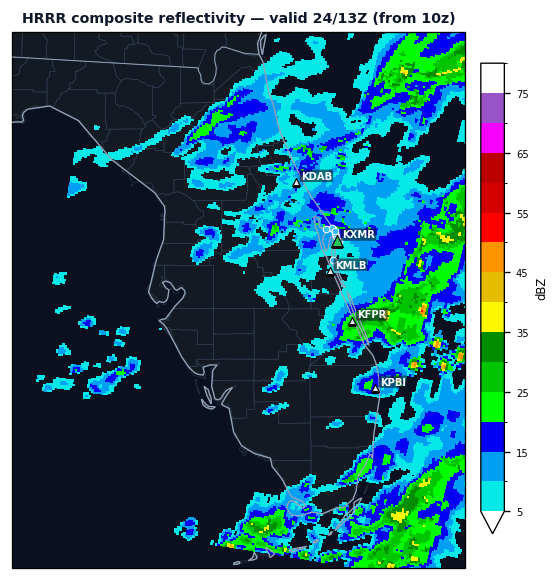 HRRR composite reflectivity — valid 24/13Z (from 10z)
KDAB
KXMR
KMLB
KFPR
KPBI
75
65
55
45
35
25
15
5
dBZ